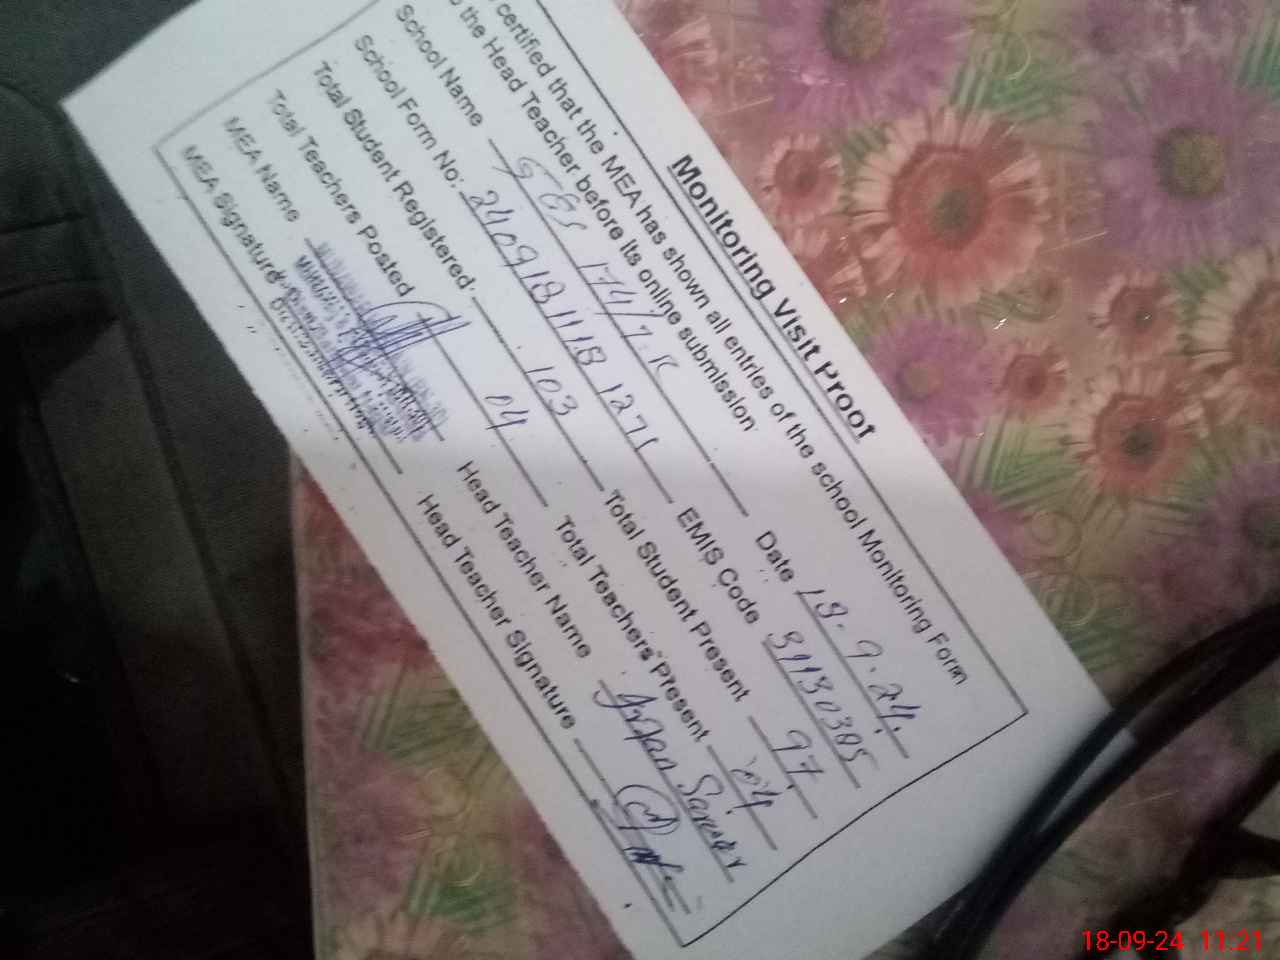 Monitoring Visit Proof
certified that the MEA has shown all entries of the school Monitoring Form
the Head Teacher before its online submission
School Name GES 174/7.R Date 18.9.24
School Form No: 24091811181271 EMIS Code 31130385
Total Student Registered: 103 Total Student Present 97
Total Teachers Posted 04 Total Teachers Present 04
MEA Name Head Teacher Name
MEA Signature Head Teacher Signature
18-09-24 11:21